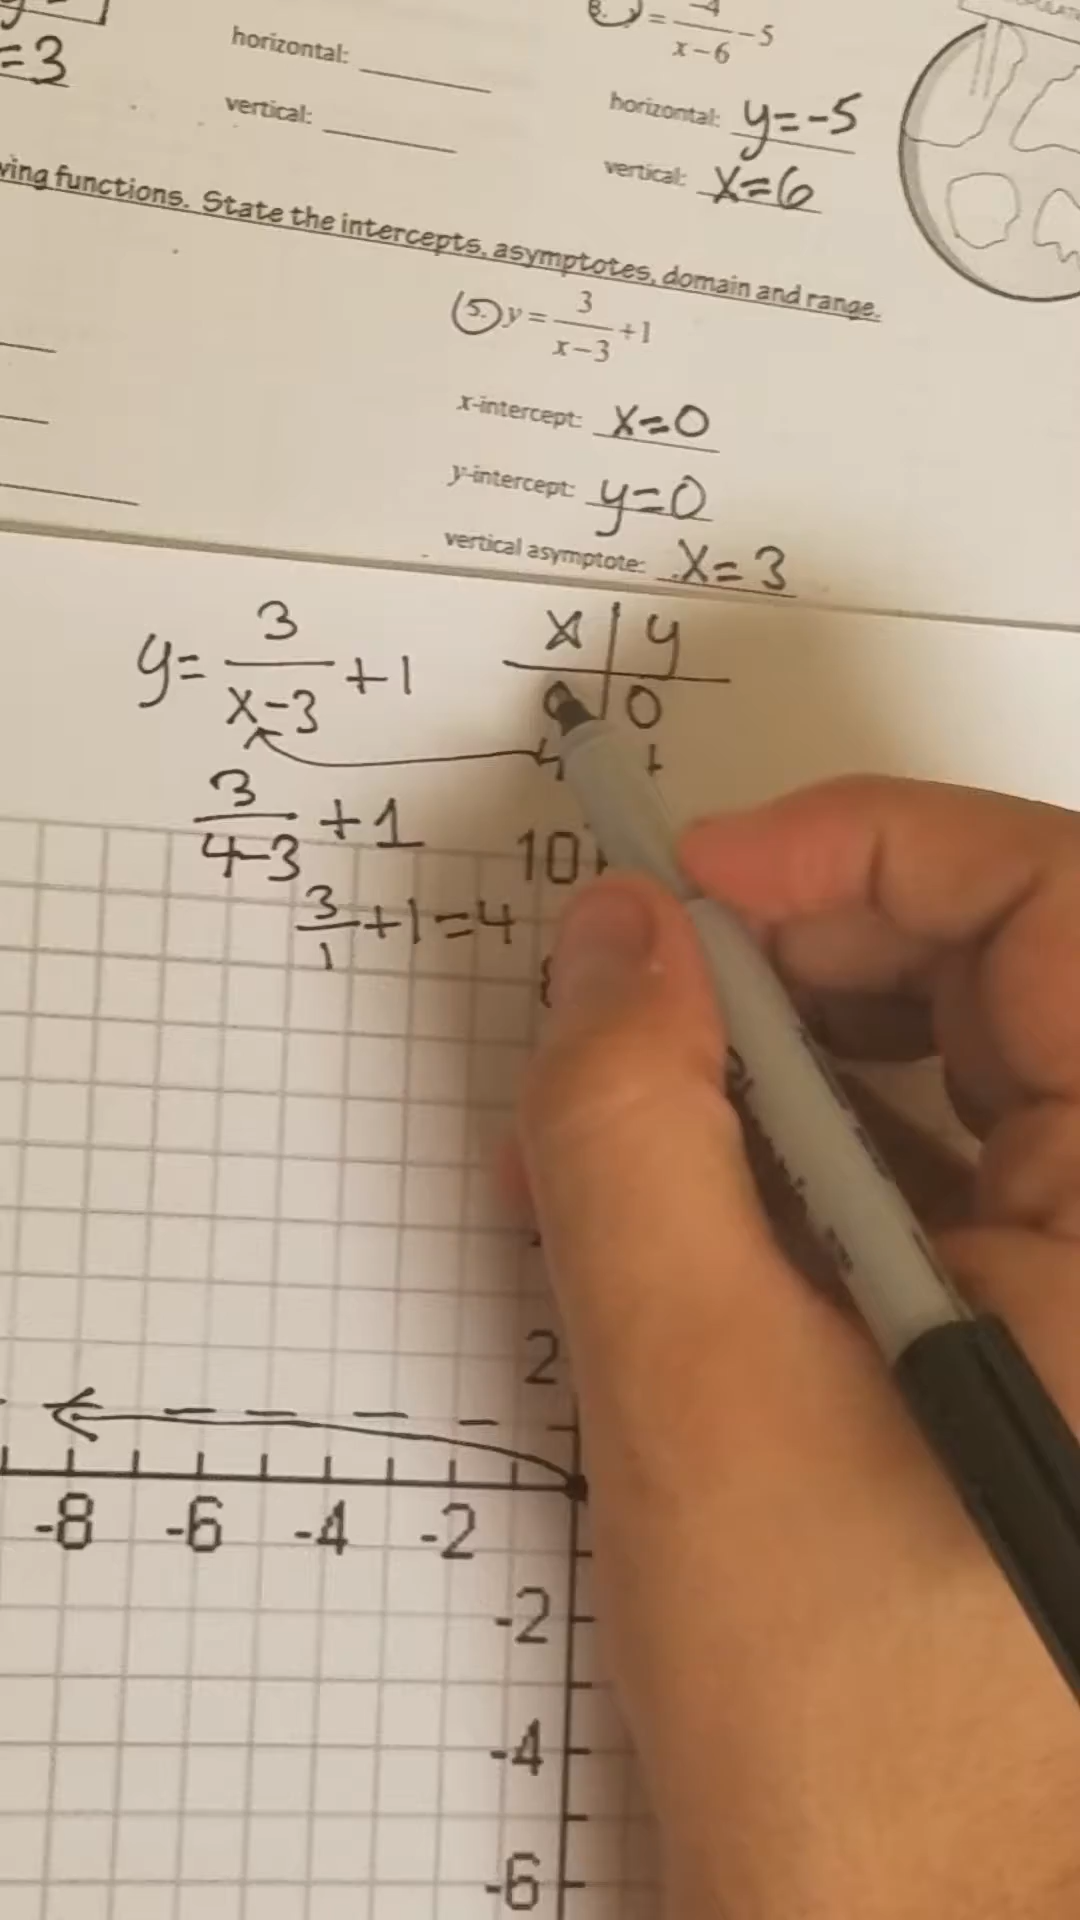 =3
horizontal:
vertical:
8. y = -4/(x-6) -5
horizontal: y=-5
vertical: x=6
wing functions. State the intercepts, asymptotes, domain and range.
5. y = 3/(x-3) +1
x-intercept: x=0
y-intercept: y=0
vertical asymptote: x=3
y= 3/(x-3) +1
x | y
0 | 0
4
3/(4-3) +1
10
3/1 +1=4
2
-8 -6 -4 -2
-2
-4
-6